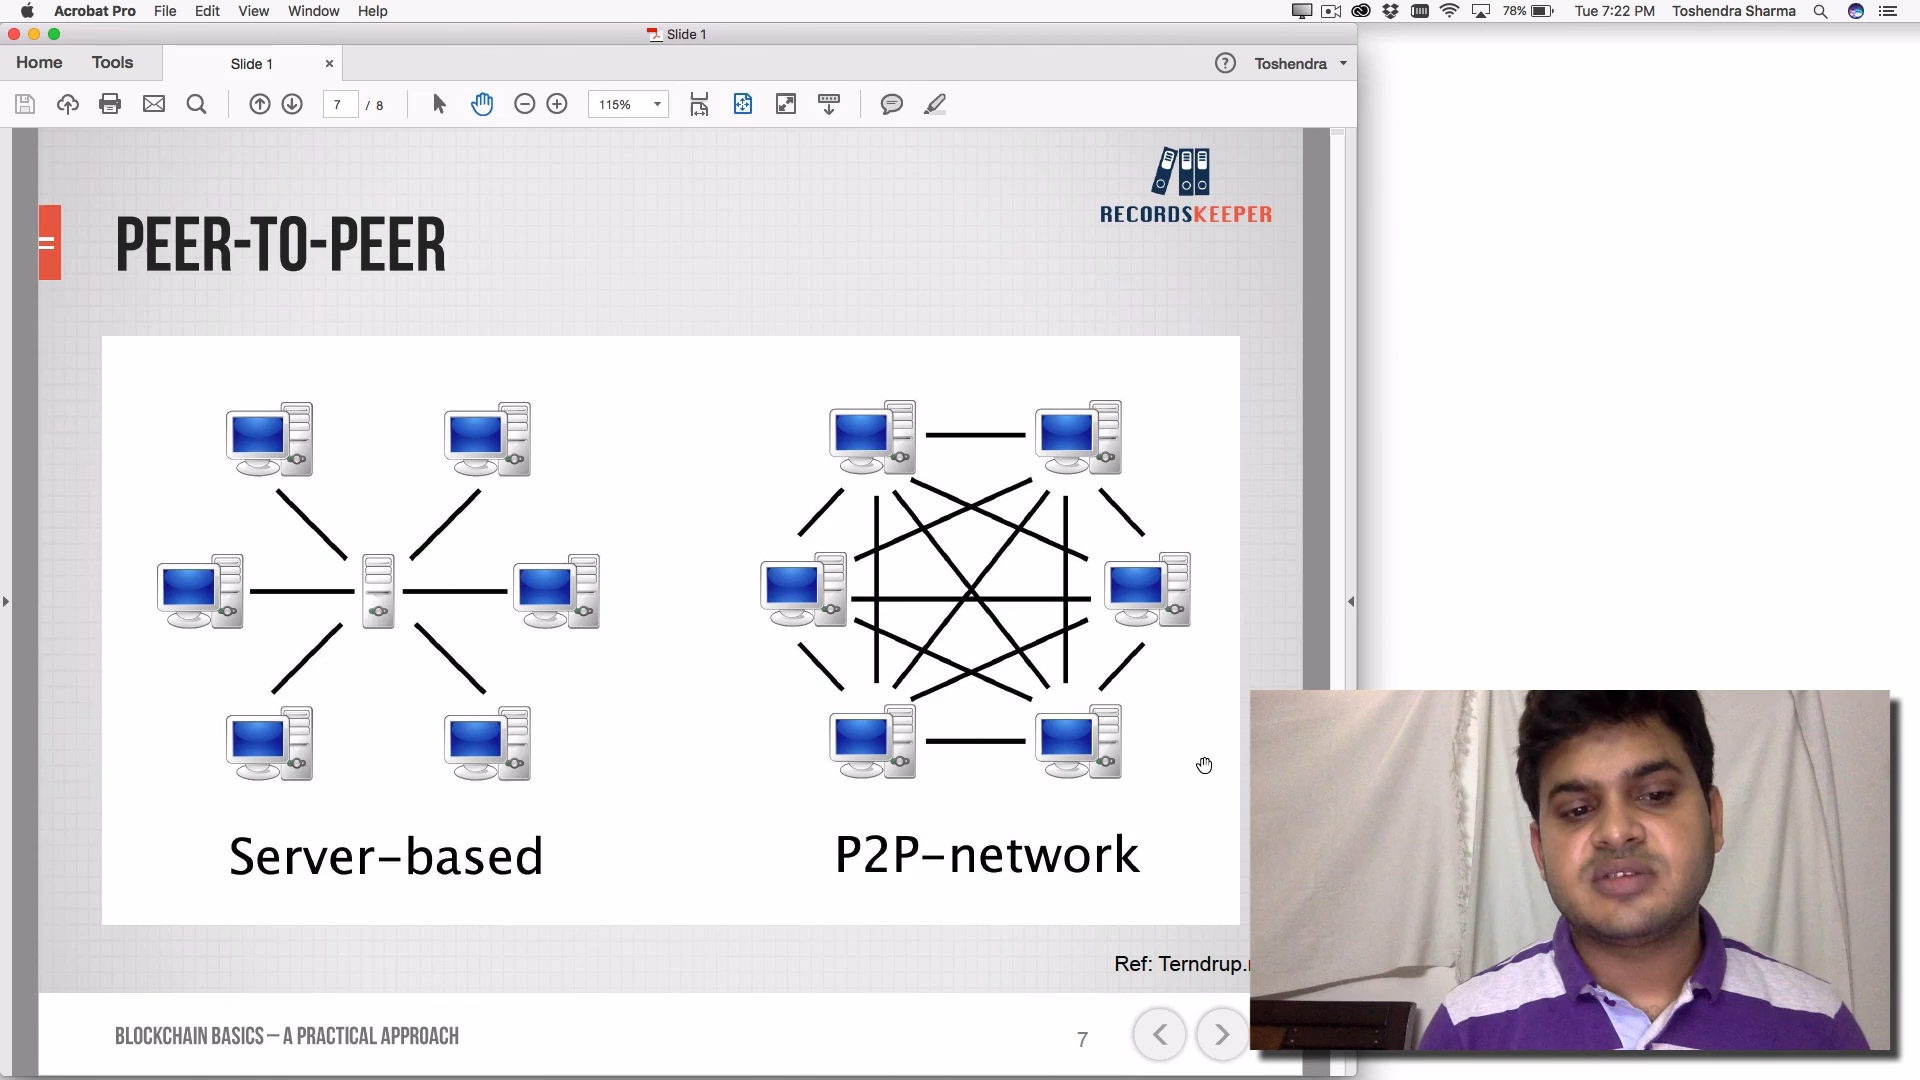 Acrobat Pro File Edit View Window Help 78% Tue 7:22 PM Toshendra Sharma
Slide 1
Home Tools Slide 1 × ? Toshendra
7 / 8 115%
RECORDSKEEPER
PEER-TO-PEER
Server-based
P2P-network
Ref: Terndrup.
BLOCKCHAIN BASICS – A PRACTICAL APPROACH
7